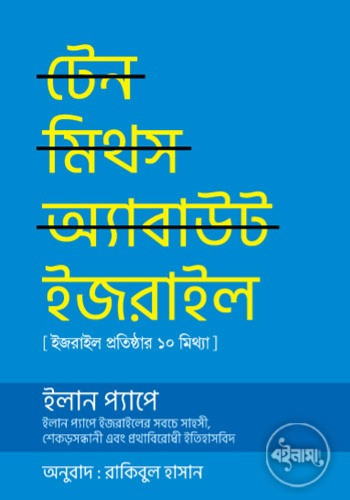 টেন
মিথস
অ্যাবাউট
ইজরাইল
[ ইজরাইল প্রতিষ্ঠার ১০ মিথ্যা ]
ইলান প্যাপে
ইলান প্যাপে ইজরাইলের সবচে সাহসী,
শেকড়সন্ধানী এবং প্রথাবিরোধী ইতিহাসবিদ
বইনামা
অনুবাদ : রাকিবুল হাসান